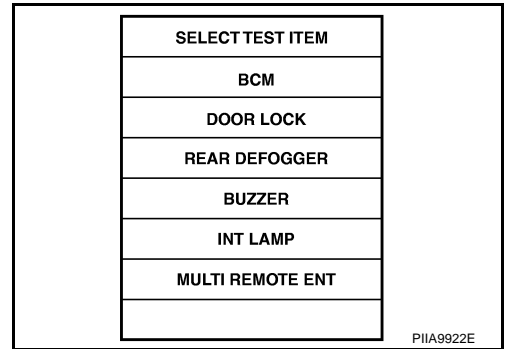 SELECT TEST ITEM
BCM
DOOR LOCK
REAR DEFOGGER
BUZZER
INT LAMP
MULTI REMOTE ENT
PIIA9922E